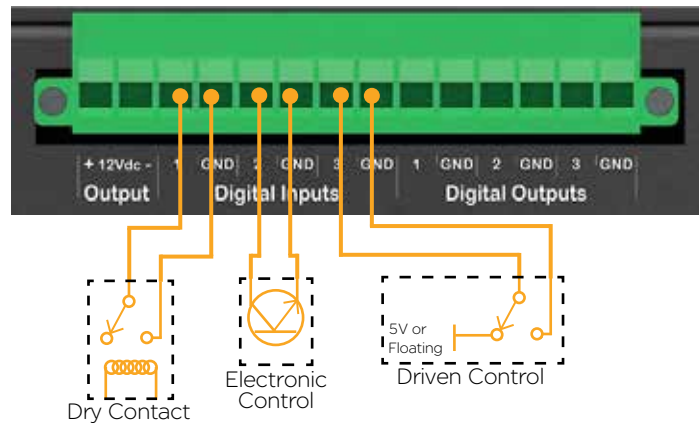 + 12Vdc - 1 GND 2 GND 3 GND 1 GND 2 GND 3 GND
Output Digital Inputs Digital Outputs
5V or
Floating
Dry Contact
Electronic
Control
Driven Control